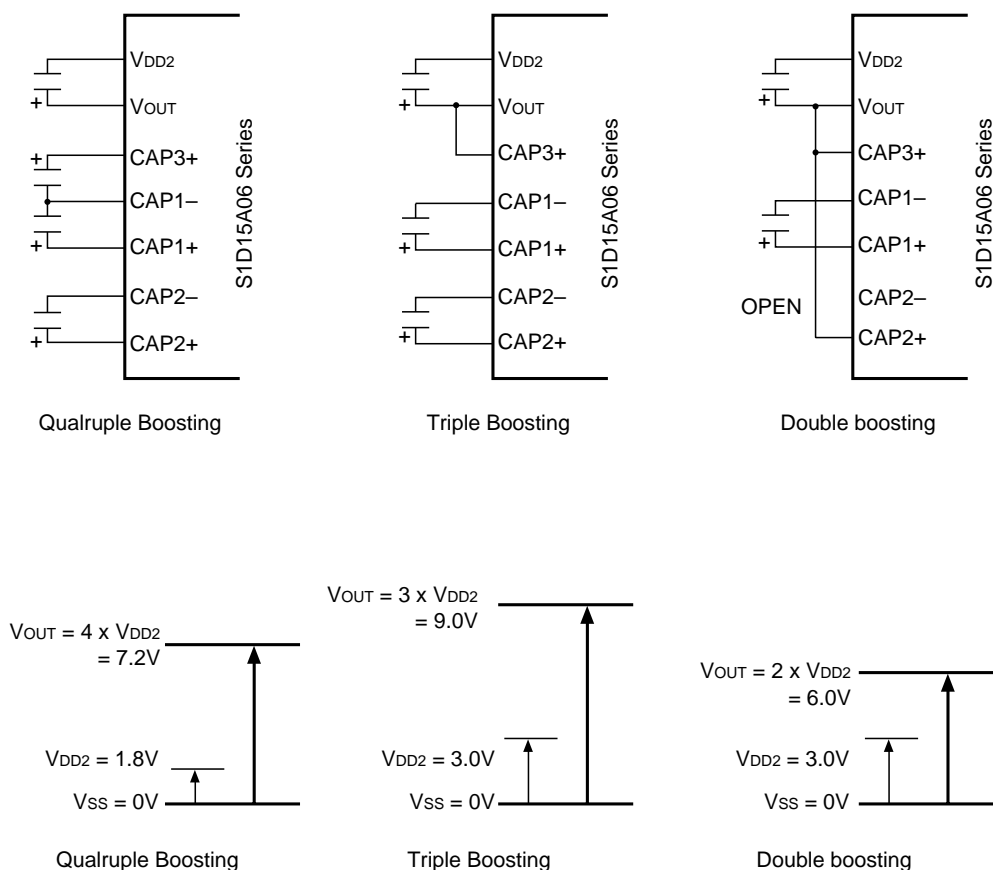 VDD2
+
VOUT
+
CAP3+
CAP1–
+
CAP1+
CAP2–
+
CAP2+
S1D15A06 Series
Qualruple Boosting
VDD2
+
VOUT
CAP3+
CAP1–
+
CAP1+
CAP2–
+
CAP2+
S1D15A06 Series
Triple Boosting
VDD2
+
VOUT
CAP3+
CAP1–
+
CAP1+
OPEN
CAP2–
CAP2+
S1D15A06 Series
Double boosting
VOUT = 4 x VDD2
= 7.2V
VDD2 = 1.8V
VSS = 0V
Qualruple Boosting
VOUT = 3 x VDD2
= 9.0V
VDD2 = 3.0V
VSS = 0V
Triple Boosting
VOUT = 2 x VDD2
= 6.0V
VDD2 = 3.0V
VSS = 0V
Double boosting